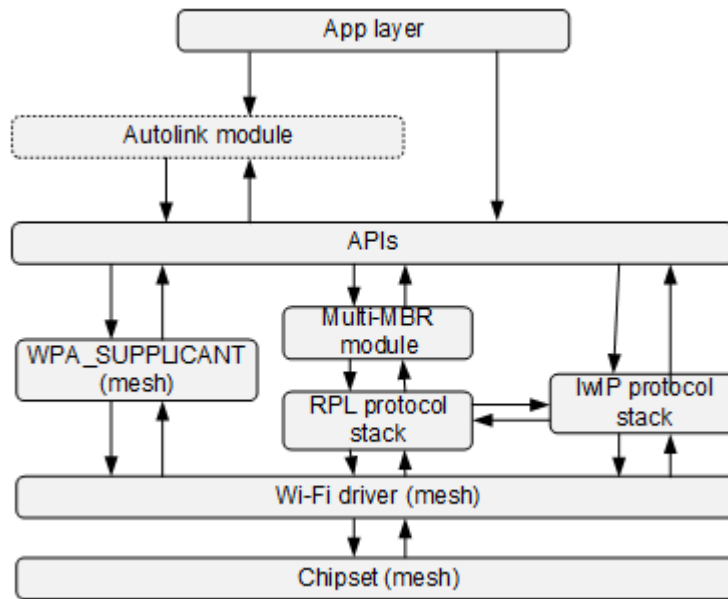 App layer
Autolink module
APIs
Multi-MBR
module
WPA_SUPPLICANT
(mesh)
RPL protocol
stack
lwIP protocol
stack
Wi-Fi driver (mesh)
Chipset (mesh)